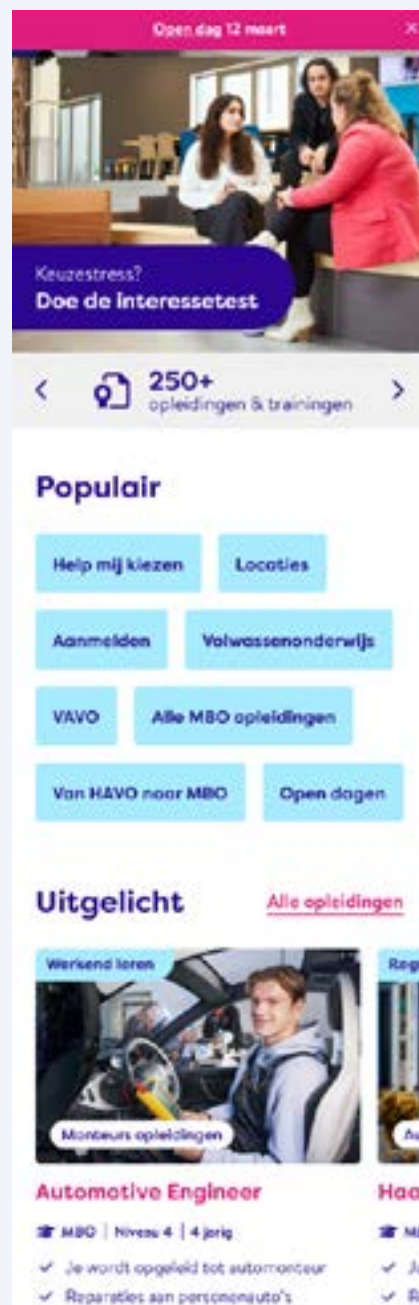 Open dag 12 maart
Keuzestress?
Doe de interessetest
250+
opleidingen & trainingen
Populair
Help mij kiezen
Locaties
Aanmelden
Volwassenonderwijs
VAVO
Alle MBO opleidingen
Van HAVO naar MBO
Open dagen
Uitgelicht
Alle opleidingen
Werkend leren
Monteurs opleidingen
Automotive Engineer
MBO | Niveau 4 | 4 jarig
Je wordt opgeleid tot automonteur
Reparaties aan personenauto's